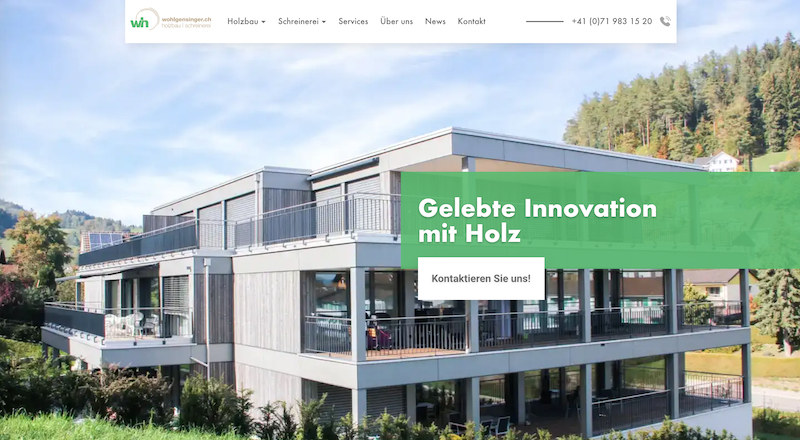 wh wohlgensinger.ch
holzbau | schreinerei
Holzbau Schreinerei Services Über uns News Kontakt +41 (0)71 983 15 20
Gelebte Innovation
mit Holz
Kontaktieren Sie uns!